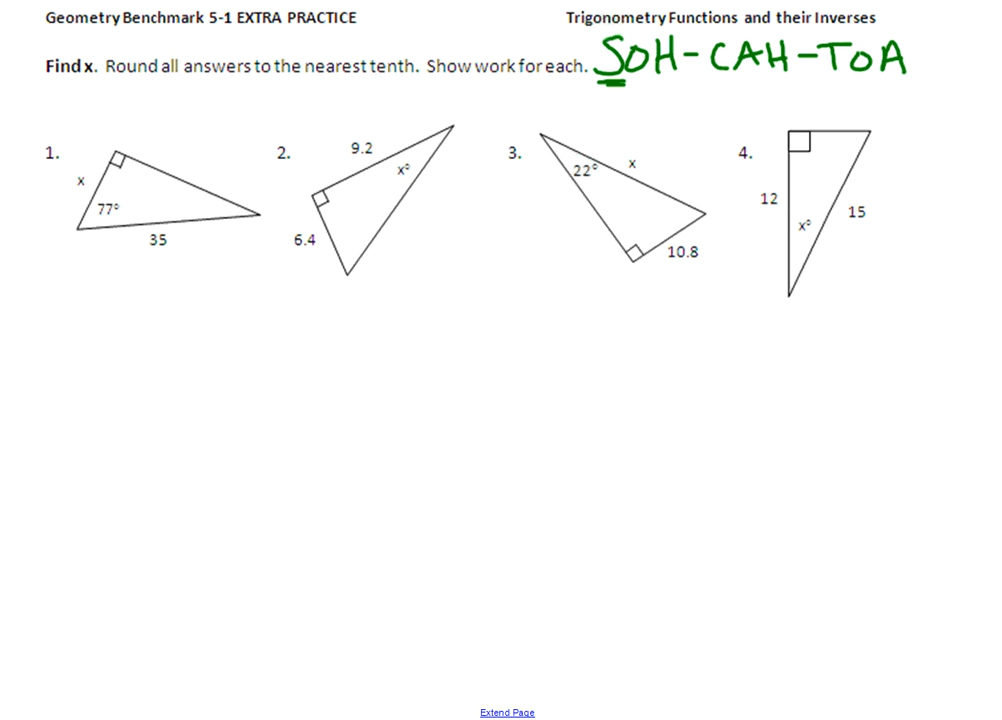 Geometry Benchmark 5-1 EXTRA PRACTICE Trigonometry Functions and their Inverses
Find x. Round all answers to the nearest tenth. Show work for each. SOH-CAH-TOA
1. x 77° 35
2. 9.2 x° 6.4
3. 22° x 10.8
4. 12 x° 15
Extend Page